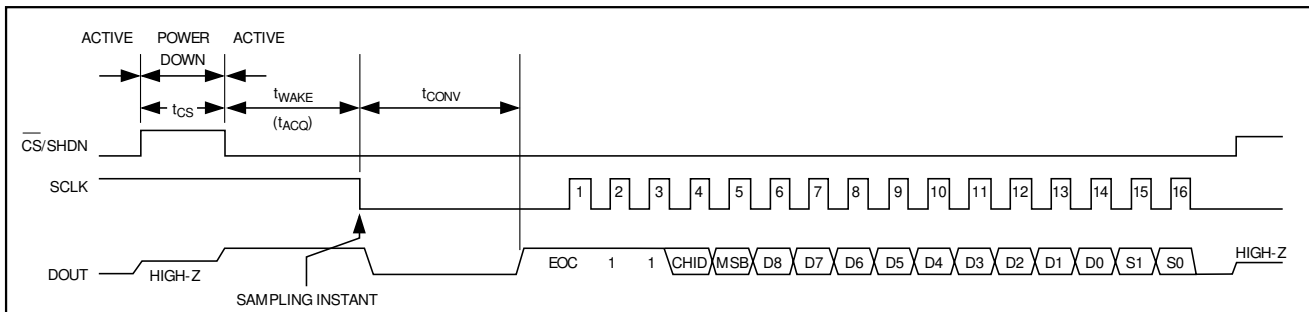 ACTIVE POWER DOWN ACTIVE
tCS
tWAKE
(tACQ)
tCONV
CS/SHDN
SCLK
1 2 3 4 5 6 7 8 9 10 11 12 13 14 15 16
DOUT
HIGH-Z
EOC 1 1 CHID MSB D8 D7 D6 D5 D4 D3 D2 D1 D0 S1 S0
HIGH-Z
SAMPLING INSTANT